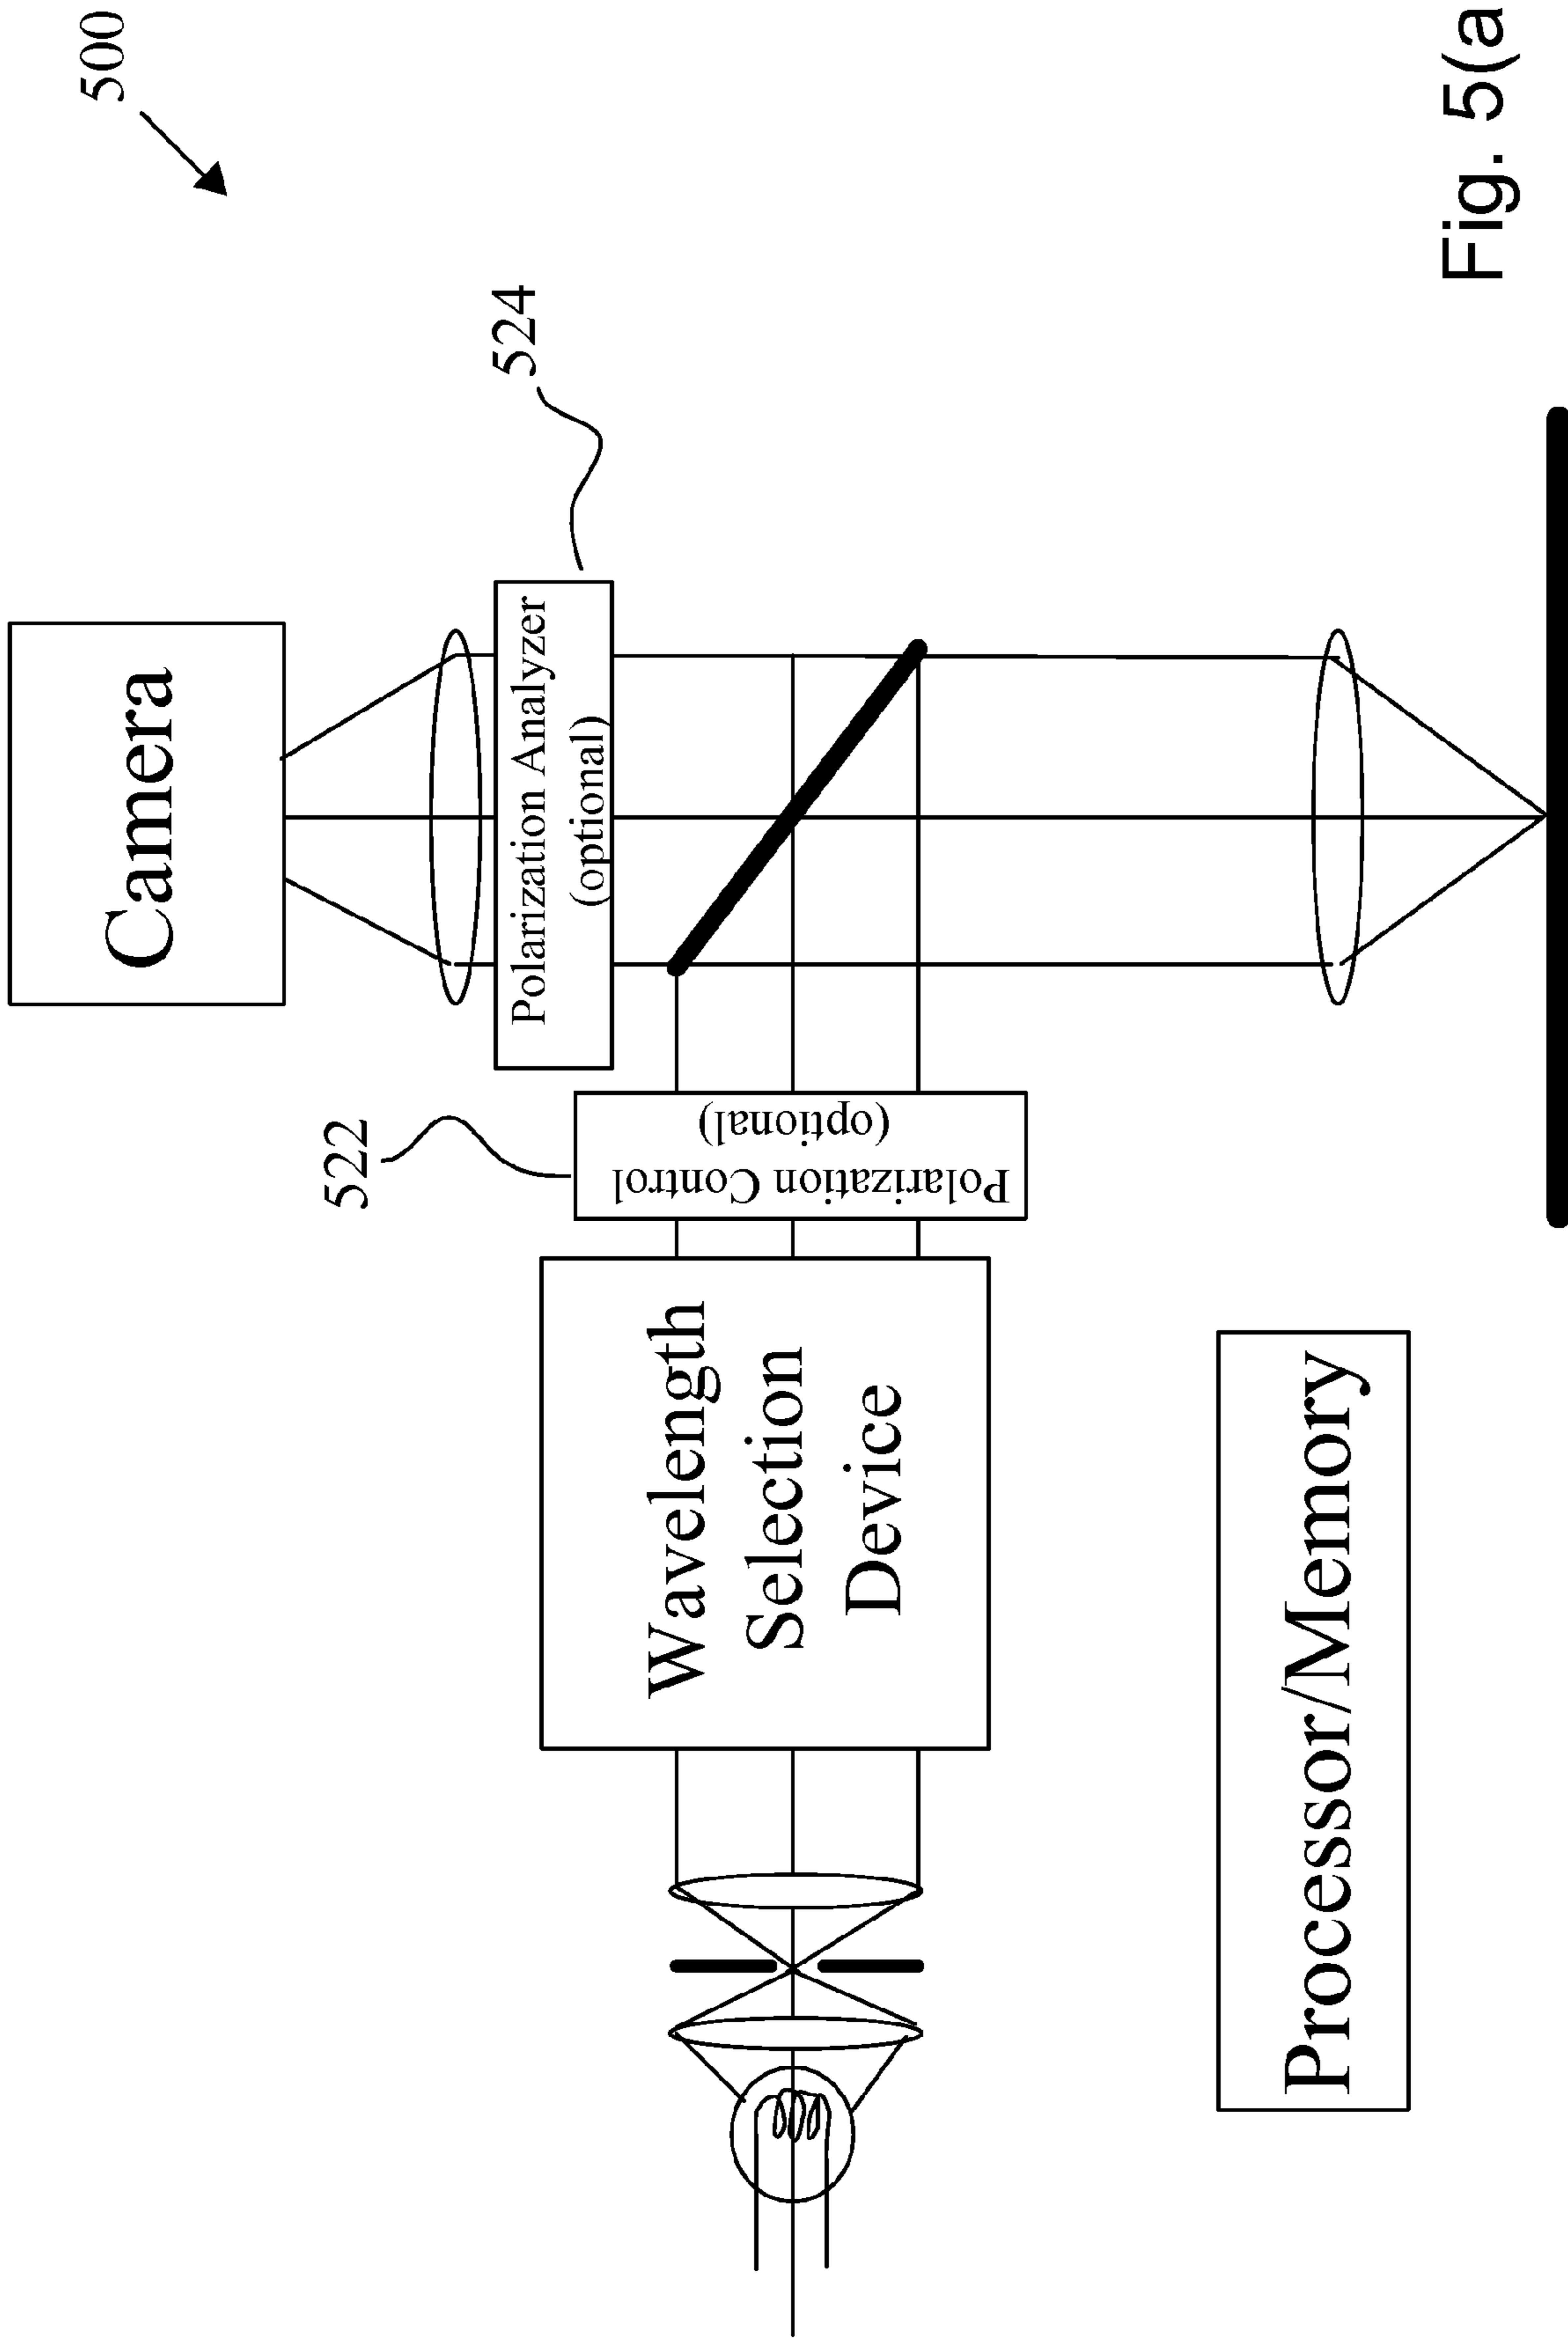 500
Camera
524
Polarization Analyzer
(optional)
522
Polarization Control
(optional)
Wavelength
Selection
Device
Processor/Memory
Fig. 5(a